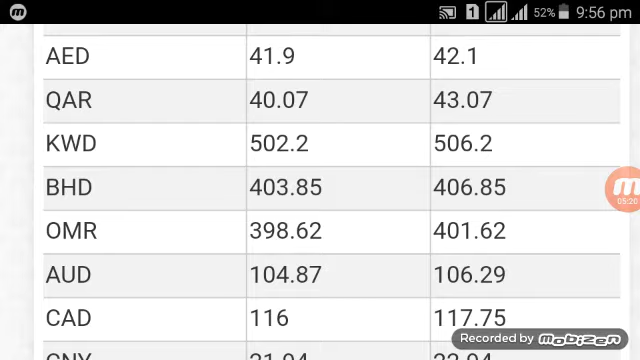 52% 9:56 pm
AED 41.9 42.1
QAR 40.07 43.07
KWD 502.2 506.2
BHD 403.85 406.85
OMR 398.62 401.62
05:20
AUD 104.87 106.29
CAD 116 117.75
Recorded by mobizen